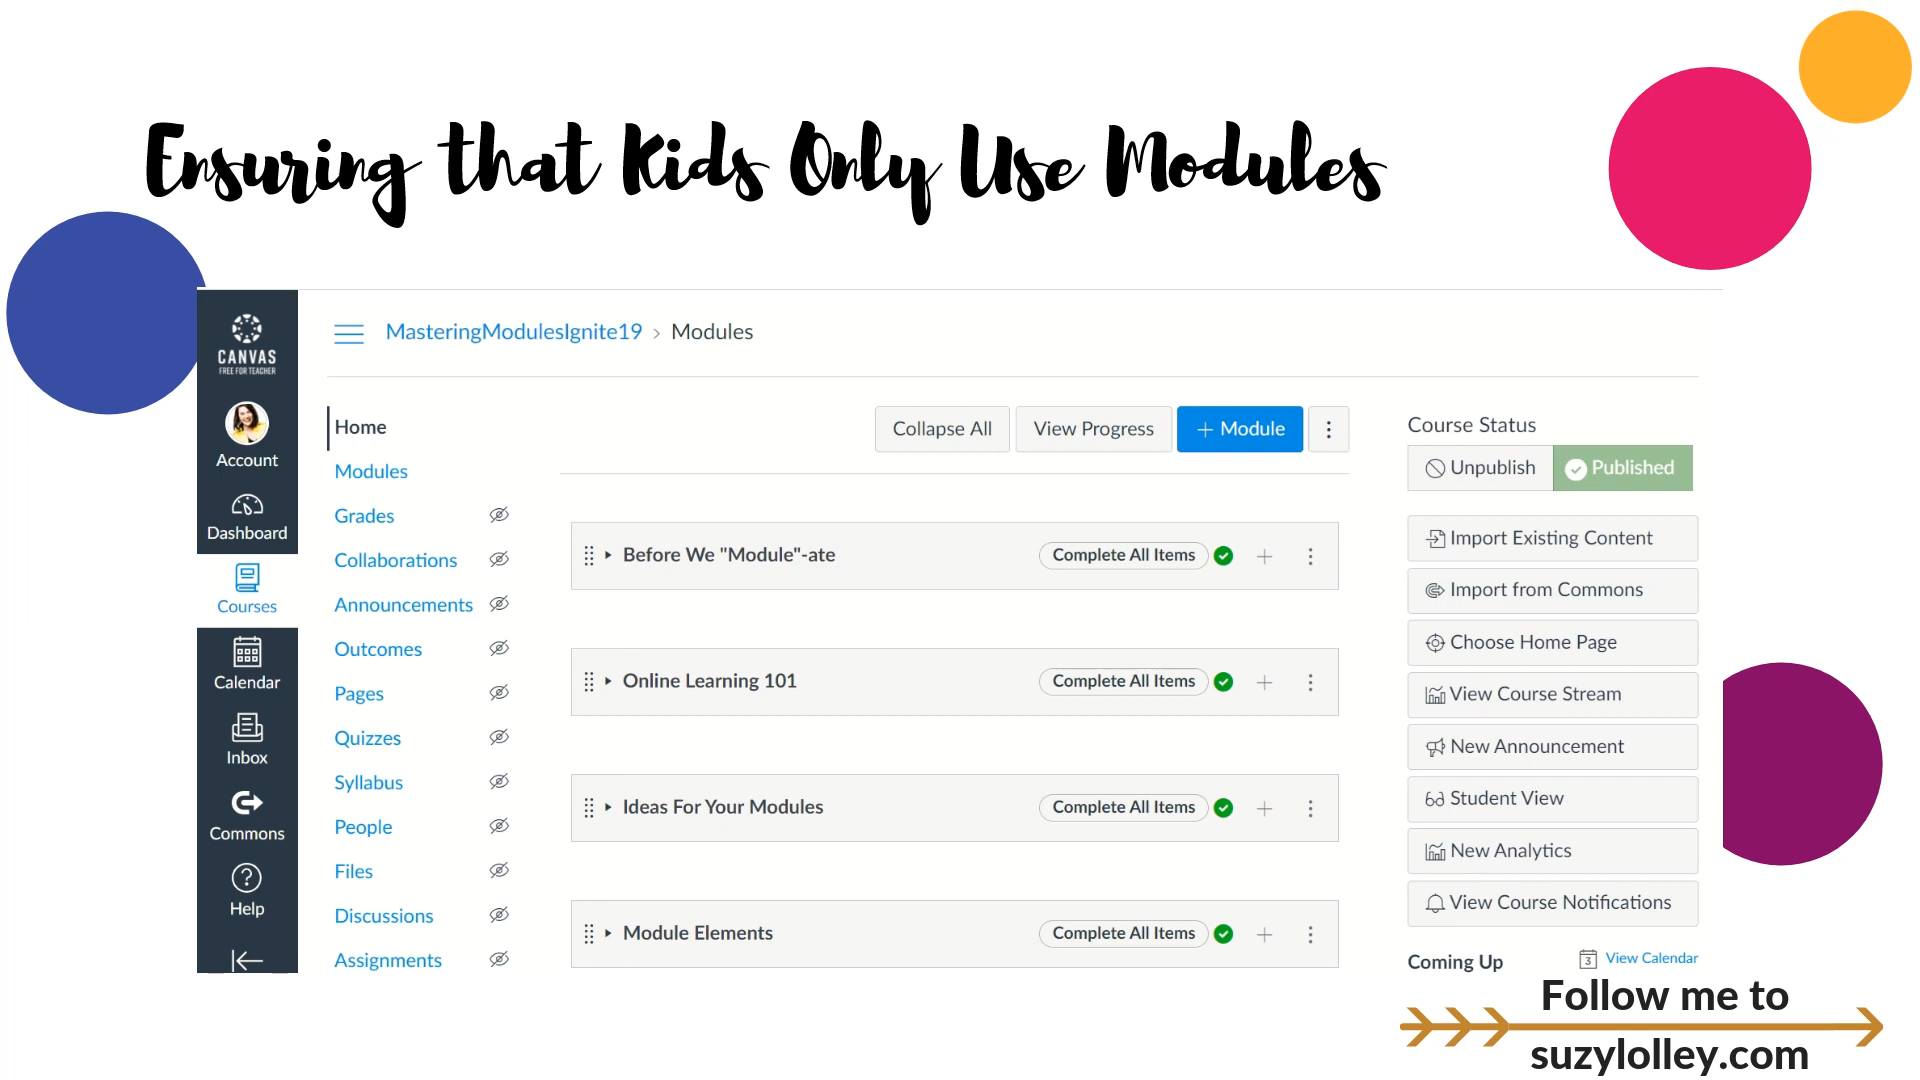 Ensuring that Kids Only Use Modules
CANVAS
FREE FOR TEACHER
Account
Dashboard
Courses
Calendar
Inbox
Commons
Help
MasteringModulesIgnite19 > Modules
Home
Modules
Grades
Collaborations
Announcements
Outcomes
Pages
Quizzes
Syllabus
People
Files
Discussions
Assignments
Collapse All View Progress + Module
Before We "Module"-ate Complete All Items
Online Learning 101 Complete All Items
Ideas For Your Modules Complete All Items
Module Elements Complete All Items
Course Status
Unpublish Published
Import Existing Content
Import from Commons
Choose Home Page
View Course Stream
New Announcement
Student View
New Analytics
View Course Notifications
Coming Up 3 View Calendar
Follow me to
suzylolley.com